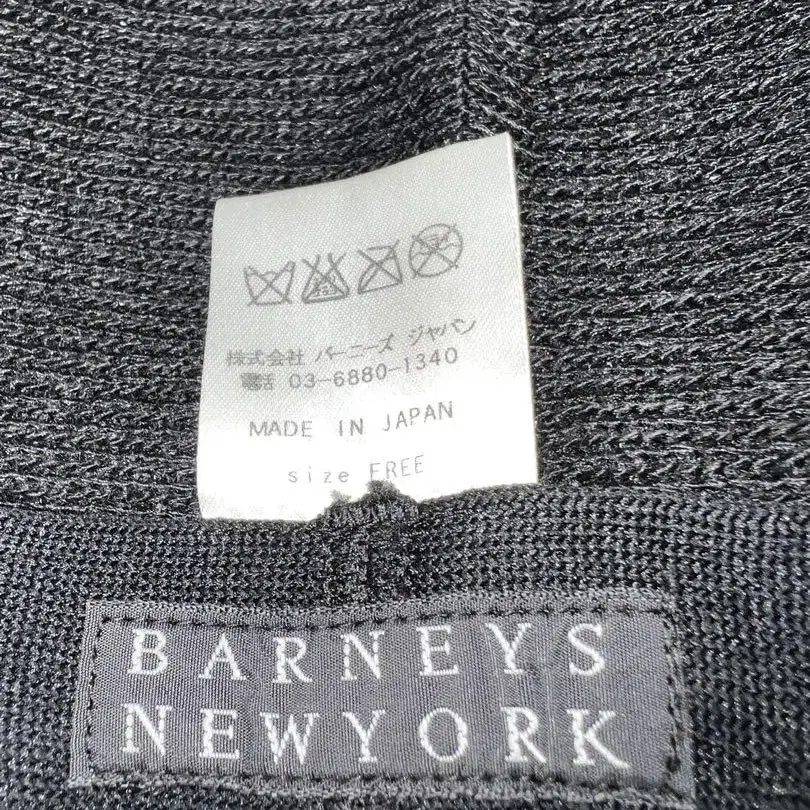 株式会社 バーニーズ ジャパン
電話 03-6880-1340
MADE IN JAPAN
size FREE
BARNEYS
NEWYORK